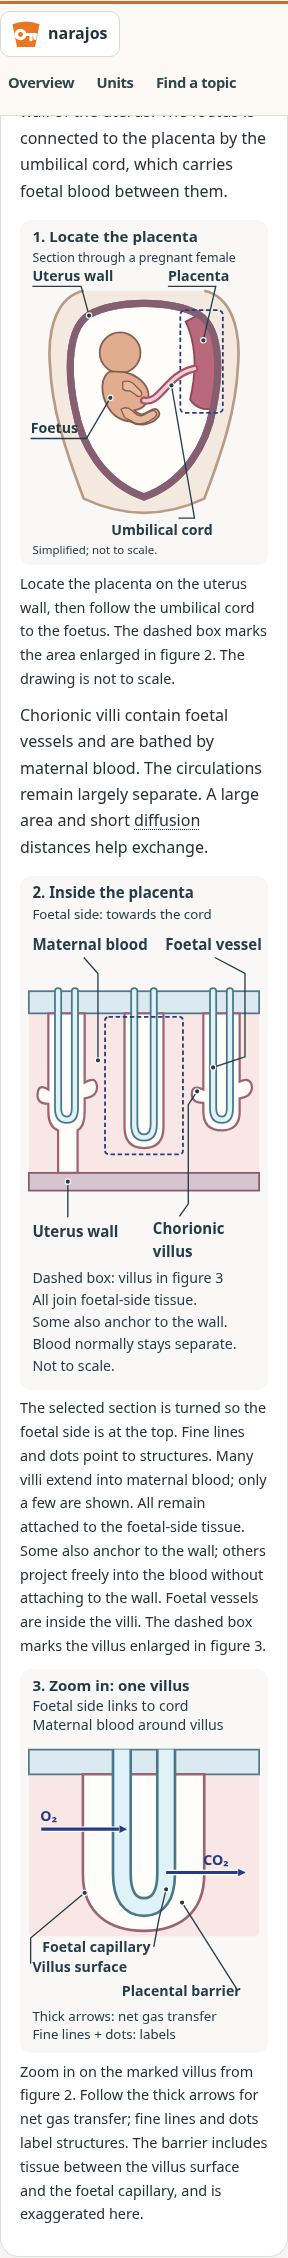 narajos
Overview Units Find a topic
wall of the uterus. The foetus is
connected to the placenta by the
umbilical cord, which carries
foetal blood between them.
1. Locate the placenta
Section through a pregnant female
Uterus wall Placenta
Foetus
Umbilical cord
Simplified; not to scale.
Locate the placenta on the uterus
wall, then follow the umbilical cord
to the foetus. The dashed box marks
the area enlarged in figure 2. The
drawing is not to scale.
Chorionic villi contain foetal
vessels and are bathed by
maternal blood. The circulations
remain largely separate. A large
area and short diffusion
distances help exchange.
2. Inside the placenta
Foetal side: towards the cord
Maternal blood Foetal vessel
Uterus wall Chorionic
villus
Dashed box: villus in figure 3
All join foetal-side tissue.
Some also anchor to the wall.
Blood normally stays separate.
Not to scale.
The selected section is turned so the
foetal side is at the top. Fine lines
and dots point to structures. Many
villi extend into maternal blood; only
a few are shown. All remain
attached to the foetal-side tissue.
Some also anchor to the wall; others
project freely into the blood without
attaching to the wall. Foetal vessels
are inside the villi. The dashed box
marks the villus enlarged in figure 3.
3. Zoom in: one villus
Foetal side links to cord
Maternal blood around villus
O₂
CO₂
Foetal capillary
Villus surface
Placental barrier
Thick arrows: net gas transfer
Fine lines + dots: labels
Zoom in on the marked villus from
figure 2. Follow the thick arrows for
net gas transfer; fine lines and dots
label structures. The barrier includes
tissue between the villus surface
and the foetal capillary, and is
exaggerated here.